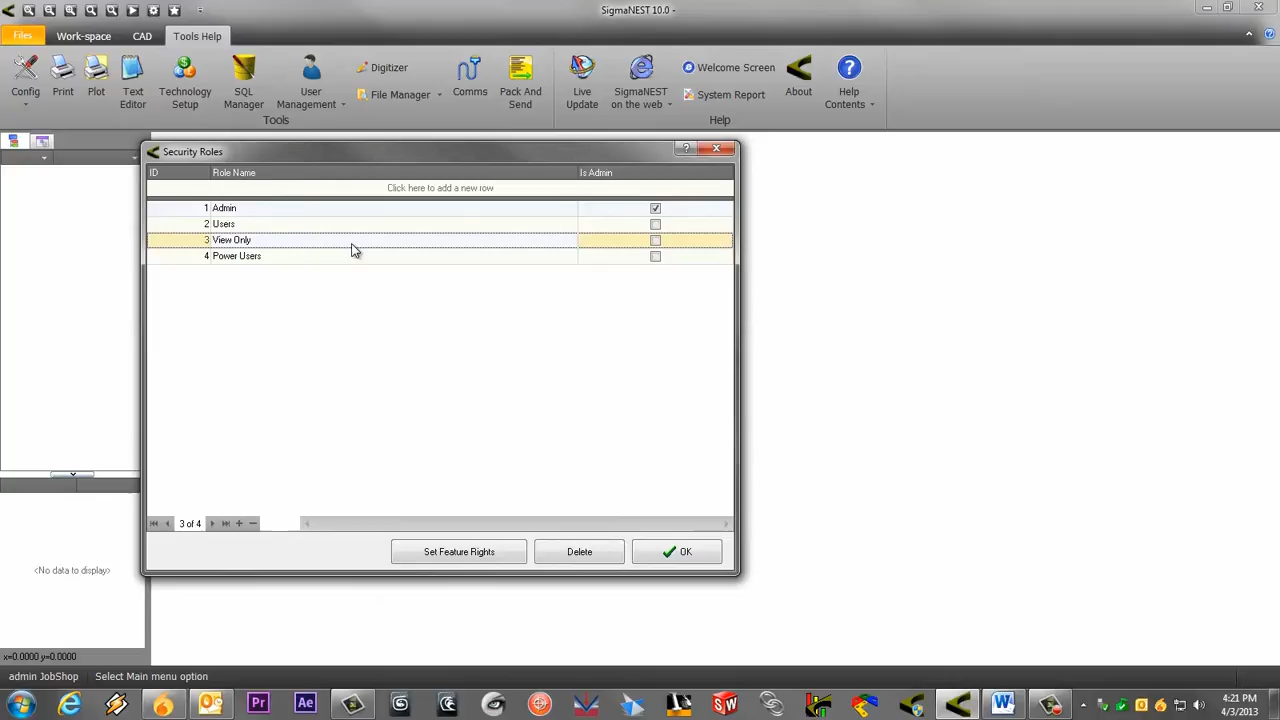 SigmaNEST 10.0 -
Files
Work-space
CAD
Tools Help
Config
Print
Plot
Text
Editor
Technology
Setup
SQL
Manager
User
Management
Digitizer
File Manager
Comms
Pack And
Send
Tools
Live
Update
SigmaNEST
on the web
Welcome Screen
System Report
About
Help
Contents
Help
Security Roles
ID
Role Name
Is Admin
Click here to add a new row
1 Admin
2 Users
3 View Only
4 Power Users
3 of 4
Set Feature Rights
Delete
OK
<No data to display>
x=0.0000 y=0.0000
admin JobShop
Select Main menu option
Pr
Ae
SW
W
4:21 PM
4/3/2013